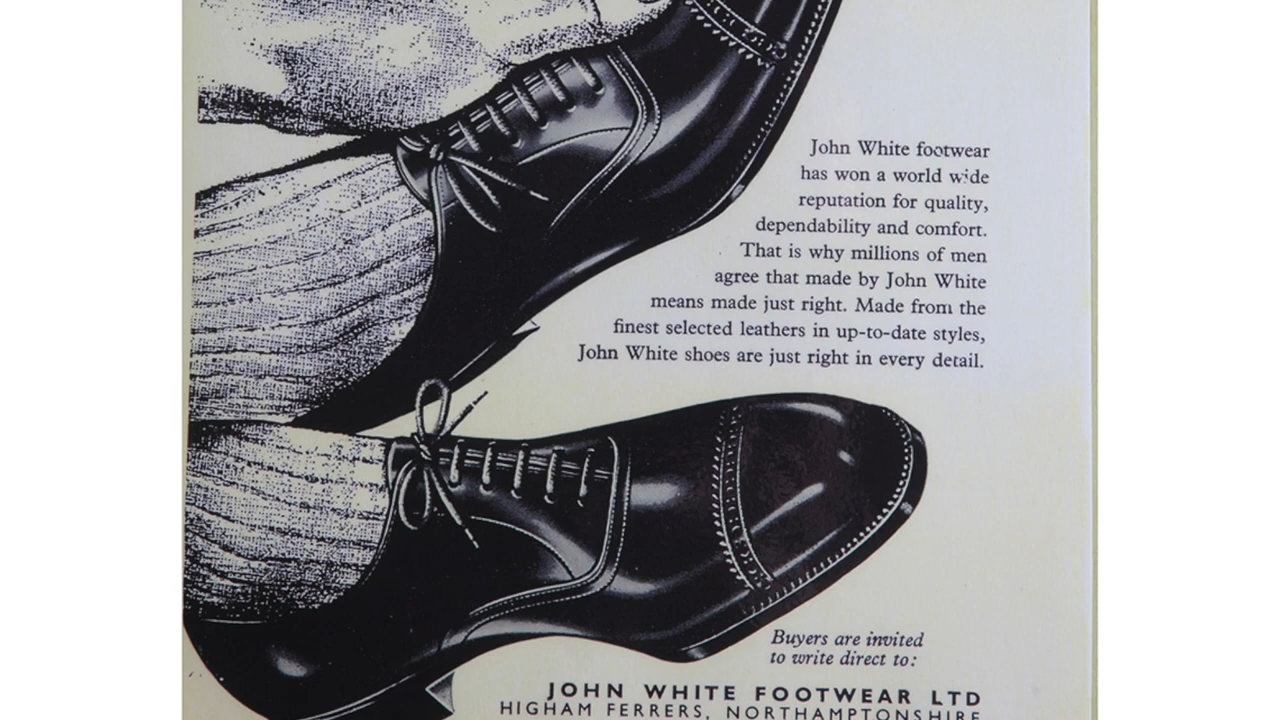 John White footwear
has won a world wide
reputation for quality,
dependability and comfort.
That is why millions of men
agree that made by John White
means made just right. Made from the
finest selected leathers in up-to-date styles,
John White shoes are just right in every detail.
Buyers are invited
to write direct to:
JOHN WHITE FOOTWEAR LTD
HIGHAM FERRERS, NORTHAMPTONSHIRE